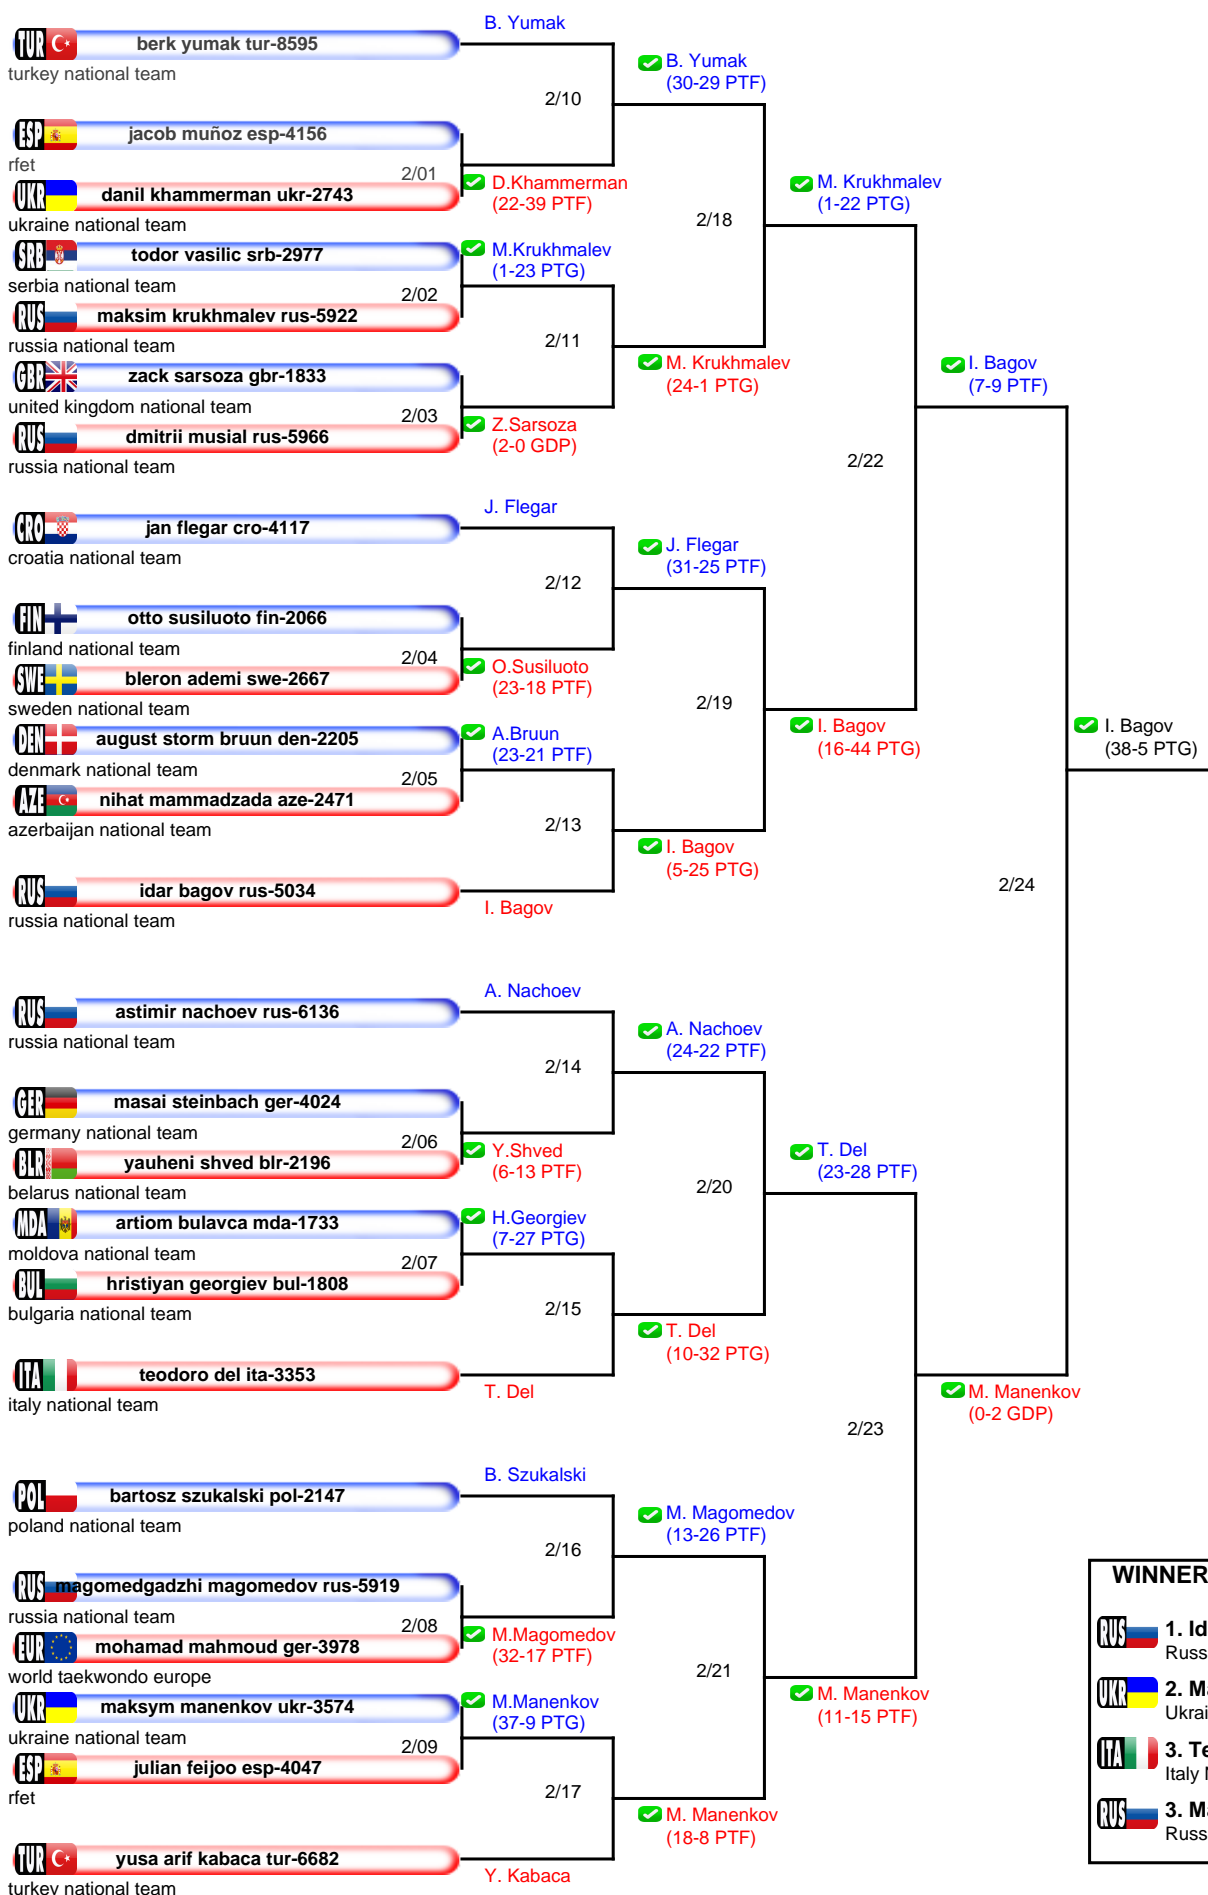 B. Yumak
TUR berk yumak tur-8595
turkey national team
B. Yumak
(30-29 PTF)
2/10
ESP jacob muñoz esp-4156
rfet
2/01
UKR danil khammerman ukr-2743
ukraine national team
D.Khammerman
(22-39 PTF)
M. Krukhmalev
(1-22 PTG)
2/18
SRB todor vasilic srb-2977
serbia national team
M.Krukhmalev
(1-23 PTG)
2/02
RUS maksim krukhmalev rus-5922
russia national team
2/11
M. Krukhmalev
(24-1 PTG)
GBR zack sarsoza gbr-1833
united kingdom national team
I. Bagov
(7-9 PTF)
2/03
RUS dmitrii musial rus-5966
russia national team
Z.Sarsoza
(2-0 GDP)
2/22
J. Flegar
CRO jan flegar cro-4117
croatia national team
J. Flegar
(31-25 PTF)
2/12
FIN otto susiluoto fin-2066
finland national team
2/04
SWE bleron ademi swe-2667
sweden national team
O.Susiluoto
(23-18 PTF)
2/19
DEN august storm bruun den-2205
denmark national team
A.Bruun
(23-21 PTF)
I. Bagov
(16-44 PTG)
I. Bagov
(38-5 PTG)
2/05
AZE nihat mammadzada aze-2471
azerbaijan national team
2/13
I. Bagov
(5-25 PTG)
RUS idar bagov rus-5034
russia national team
I. Bagov
2/24
A. Nachoev
RUS astimir nachoev rus-6136
russia national team
A. Nachoev
(24-22 PTF)
2/14
GER masai steinbach ger-4024
germany national team
2/06
BLR yauheni shved blr-2196
belarus national team
Y.Shved
(6-13 PTF)
T. Del
(23-28 PTF)
2/20
MDA artiom bulavca mda-1733
moldova national team
H.Georgiev
(7-27 PTG)
2/07
BUL hristiyan georgiev bul-1808
bulgaria national team
2/15
T. Del
(10-32 PTG)
ITA teodoro del ita-3353
italy national team
T. Del
M. Manenkov
(0-2 GDP)
2/23
B. Szukalski
POL bartosz szukalski pol-2147
poland national team
M. Magomedov
(13-26 PTF)
2/16
RUS magomedgadzhi magomedov rus-5919
russia national team
2/08
EUR mohamad mahmoud ger-3978
world taekwondo europe
M.Magomedov
(32-17 PTF)
2/21
UKR maksym manenkov ukr-3574
ukraine national team
M.Manenkov
(37-9 PTG)
M. Manenkov
(11-15 PTF)
2/09
ESP julian feijoo esp-4047
rfet
2/17
M. Manenkov
(18-8 PTF)
TUR yusa arif kabaca tur-6682
turkey national team
Y. Kabaca
WINNER
RUS 1. Id
Russ
UKR 2. Ma
Ukrai
ITA 3. Te
Italy N
RUS 3. Ma
Russ